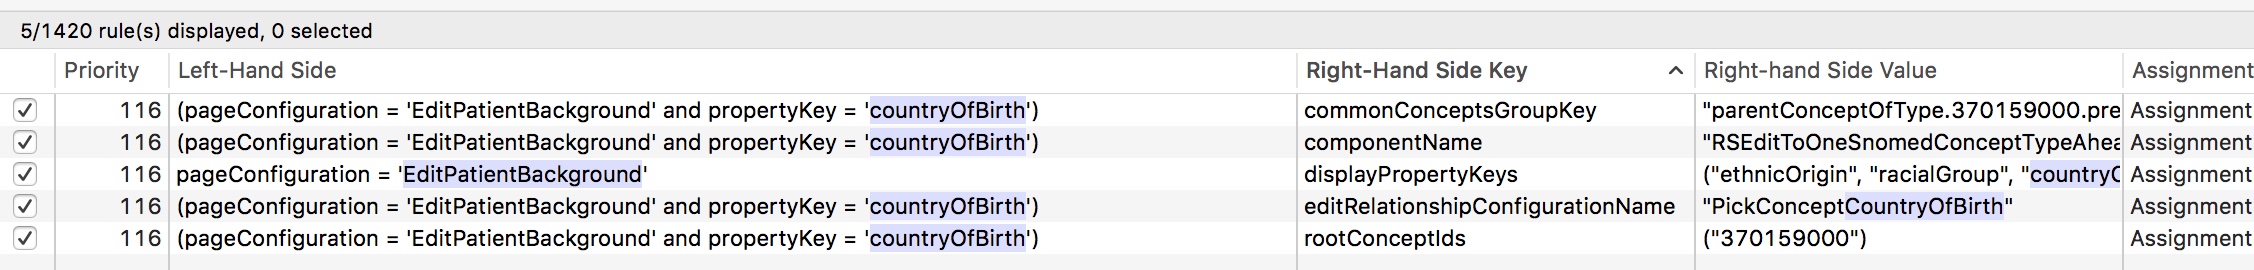 5/1420 rule(s) displayed, 0 selected
Priority Left-Hand Side Right-Hand Side Key Right-hand Side Value Assignment
116 (pageConfiguration = 'EditPatientBackground' and propertyKey = 'countryOfBirth') commonConceptsGroupKey "parentConceptOfType.370159000.pre Assignment
116 (pageConfiguration = 'EditPatientBackground' and propertyKey = 'countryOfBirth') componentName "RSEditToOneSnomedConceptTypeAhea Assignment
116 pageConfiguration = 'EditPatientBackground' displayPropertyKeys ("ethnicOrigin", "racialGroup", "countryO Assignment
116 (pageConfiguration = 'EditPatientBackground' and propertyKey = 'countryOfBirth') editRelationshipConfigurationName "PickConceptCountryOfBirth" Assignment
116 (pageConfiguration = 'EditPatientBackground' and propertyKey = 'countryOfBirth') rootConceptIds ("370159000") Assignment